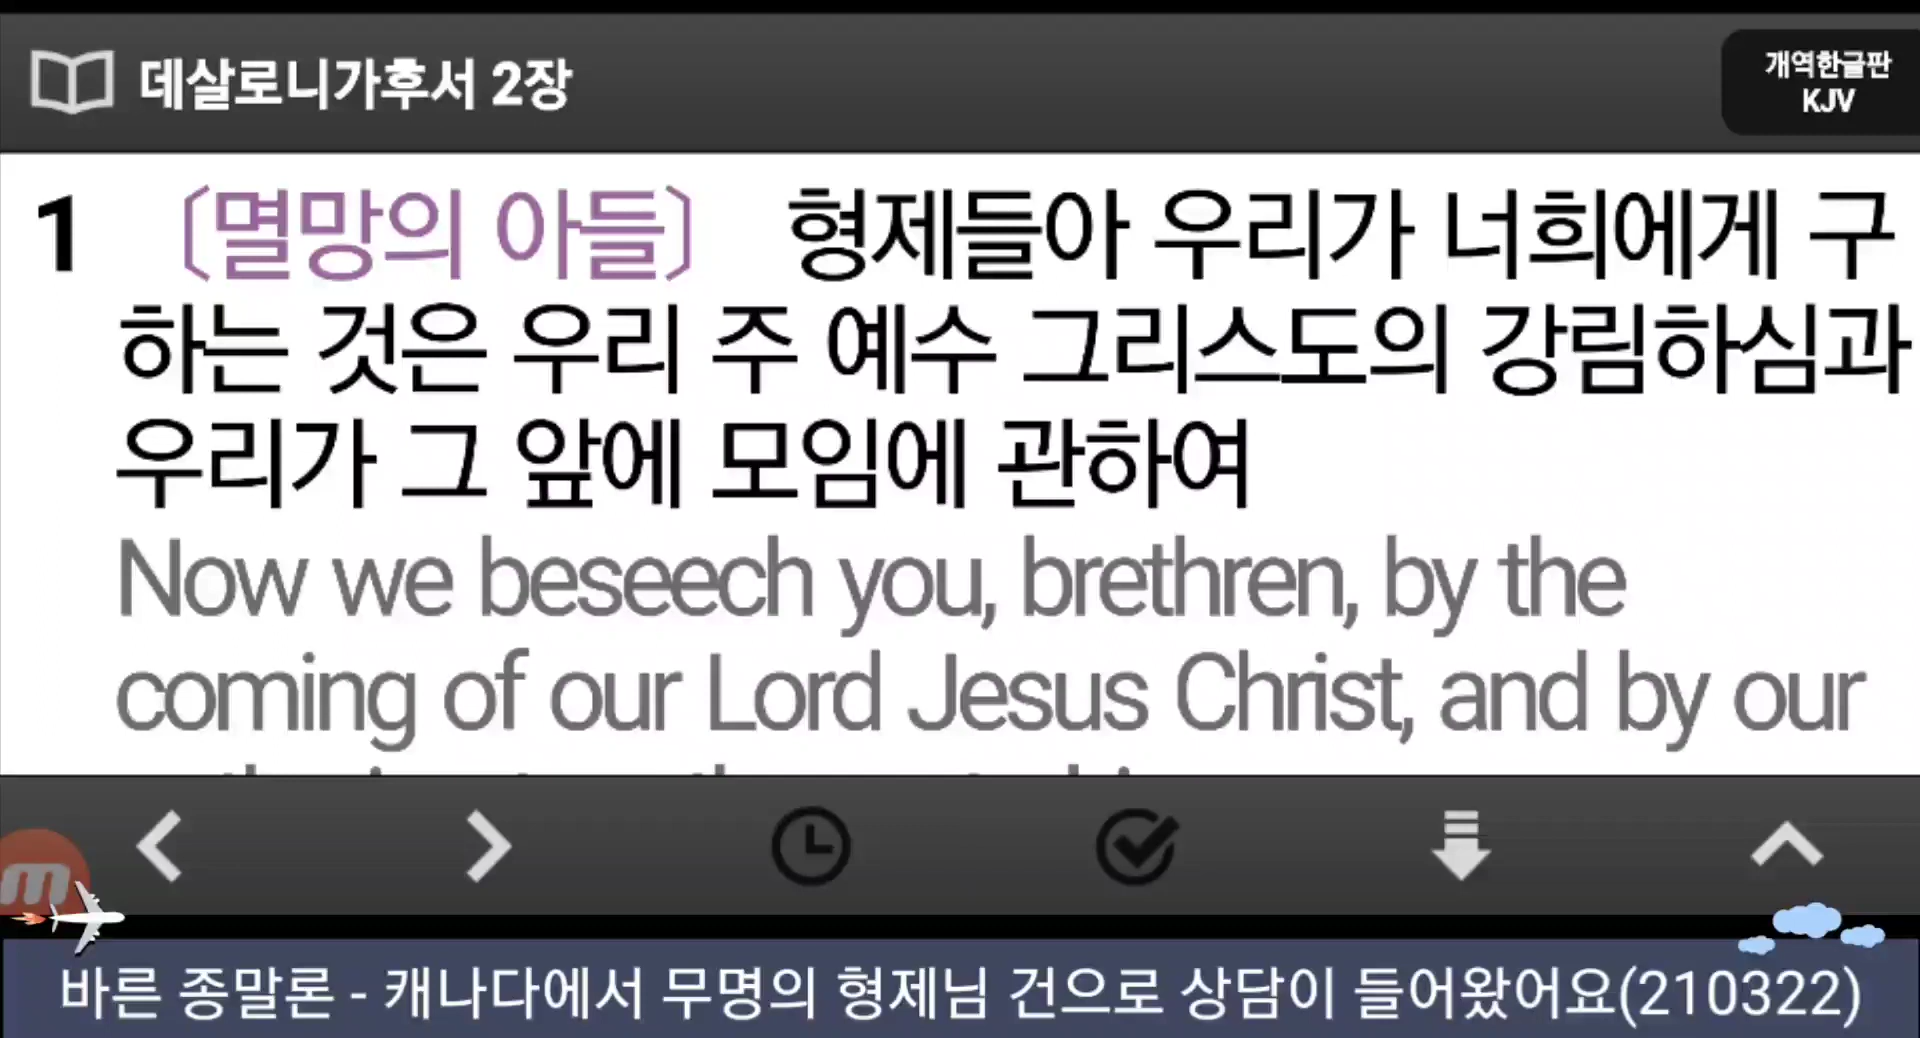 데살로니가후서 2장
개역한글판
KJV
1 〔멸망의 아들〕 형제들아 우리가 너희에게 구
하는 것은 우리 주 예수 그리스도의 강림하심과
우리가 그 앞에 모임에 관하여
Now we beseech you, brethren, by the
coming of our Lord Jesus Christ, and by our
m
바른 종말론 - 캐나다에서 무명의 형제님 건으로 상담이 들어왔어요(210322)